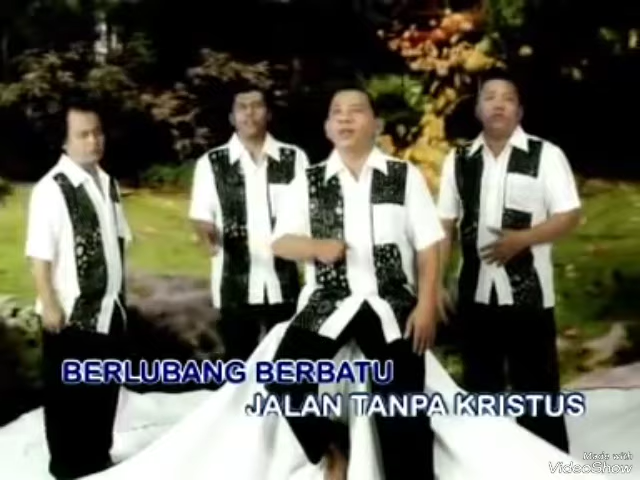 BERLUBANG BERBATU
JALAN TANPA KRISTUS
Made with
VideoShow